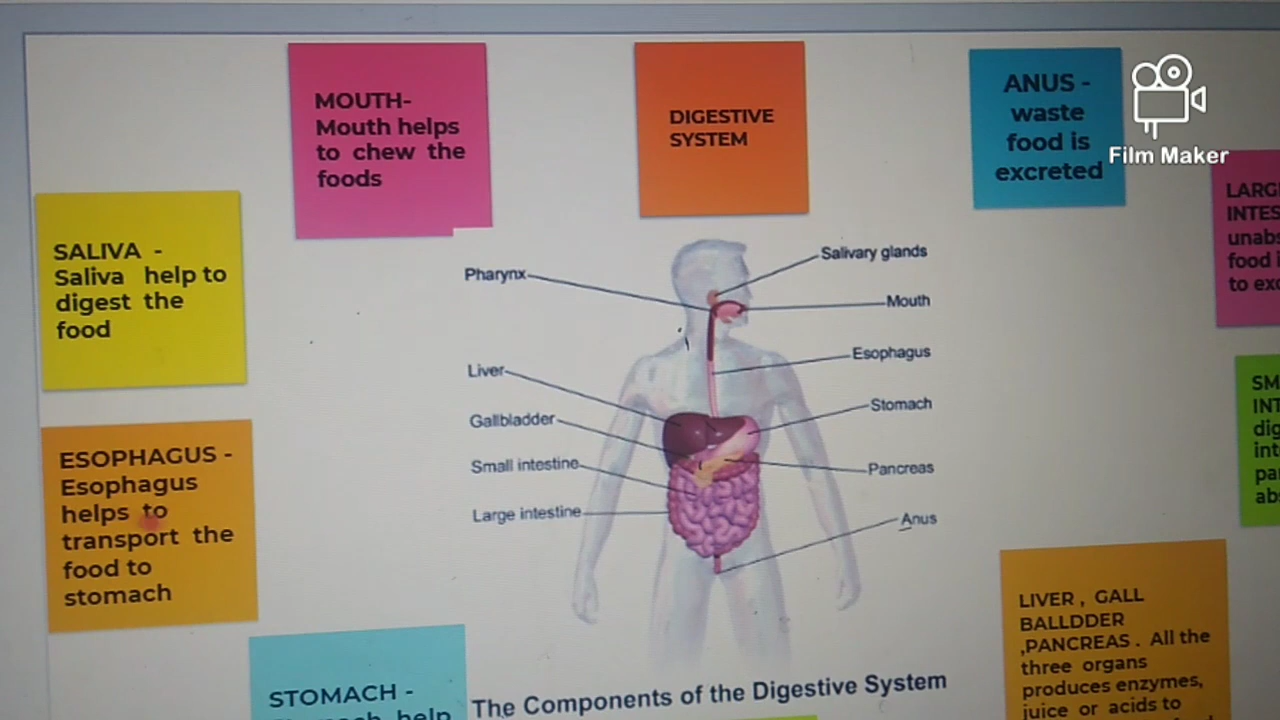 MOUTH-
Mouth helps
to chew the
foods
DIGESTIVE
SYSTEM
ANUS -
waste
food is
excreted
Film Maker
SALIVA -
Saliva help to
digest the
food
ESOPHAGUS -
Esophagus
helps to
transport the
food to
stomach
Pharynx
Liver
Gallbladder
Small intestine
Large intestine
Salivary glands
Mouth
Esophagus
Stomach
Pancreas
Anus
food
to
STOMACH -
help
The Components of the Digestive System
LIVER , GALL
BALLDDER
,PANCREAS . All the
three organs
produces enzymes,
juice or acids to